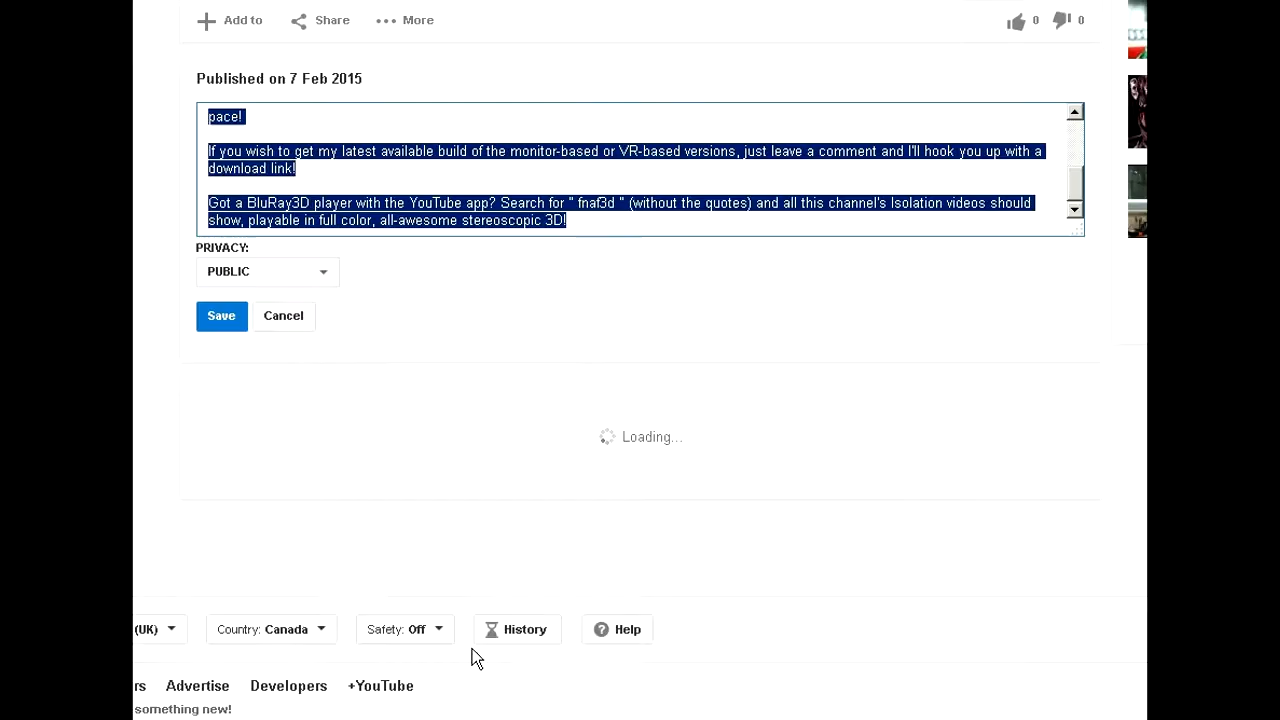 Add to Share More 0 0
Published on 7 Feb 2015
pace!
If you wish to get my latest available build of the monitor-based or VR-based versions, just leave a comment and I'll hook you up with a
download link!
Got a BluRay3D player with the YouTube app? Search for " fnaf3d " (without the quotes) and all this channel's Isolation videos should
show, playable in full color, all-awesome stereoscopic 3D!
PRIVACY:
PUBLIC
Save Cancel
Loading...
(UK) Country: Canada Safety: Off History Help
rs Advertise Developers +YouTube
something new!